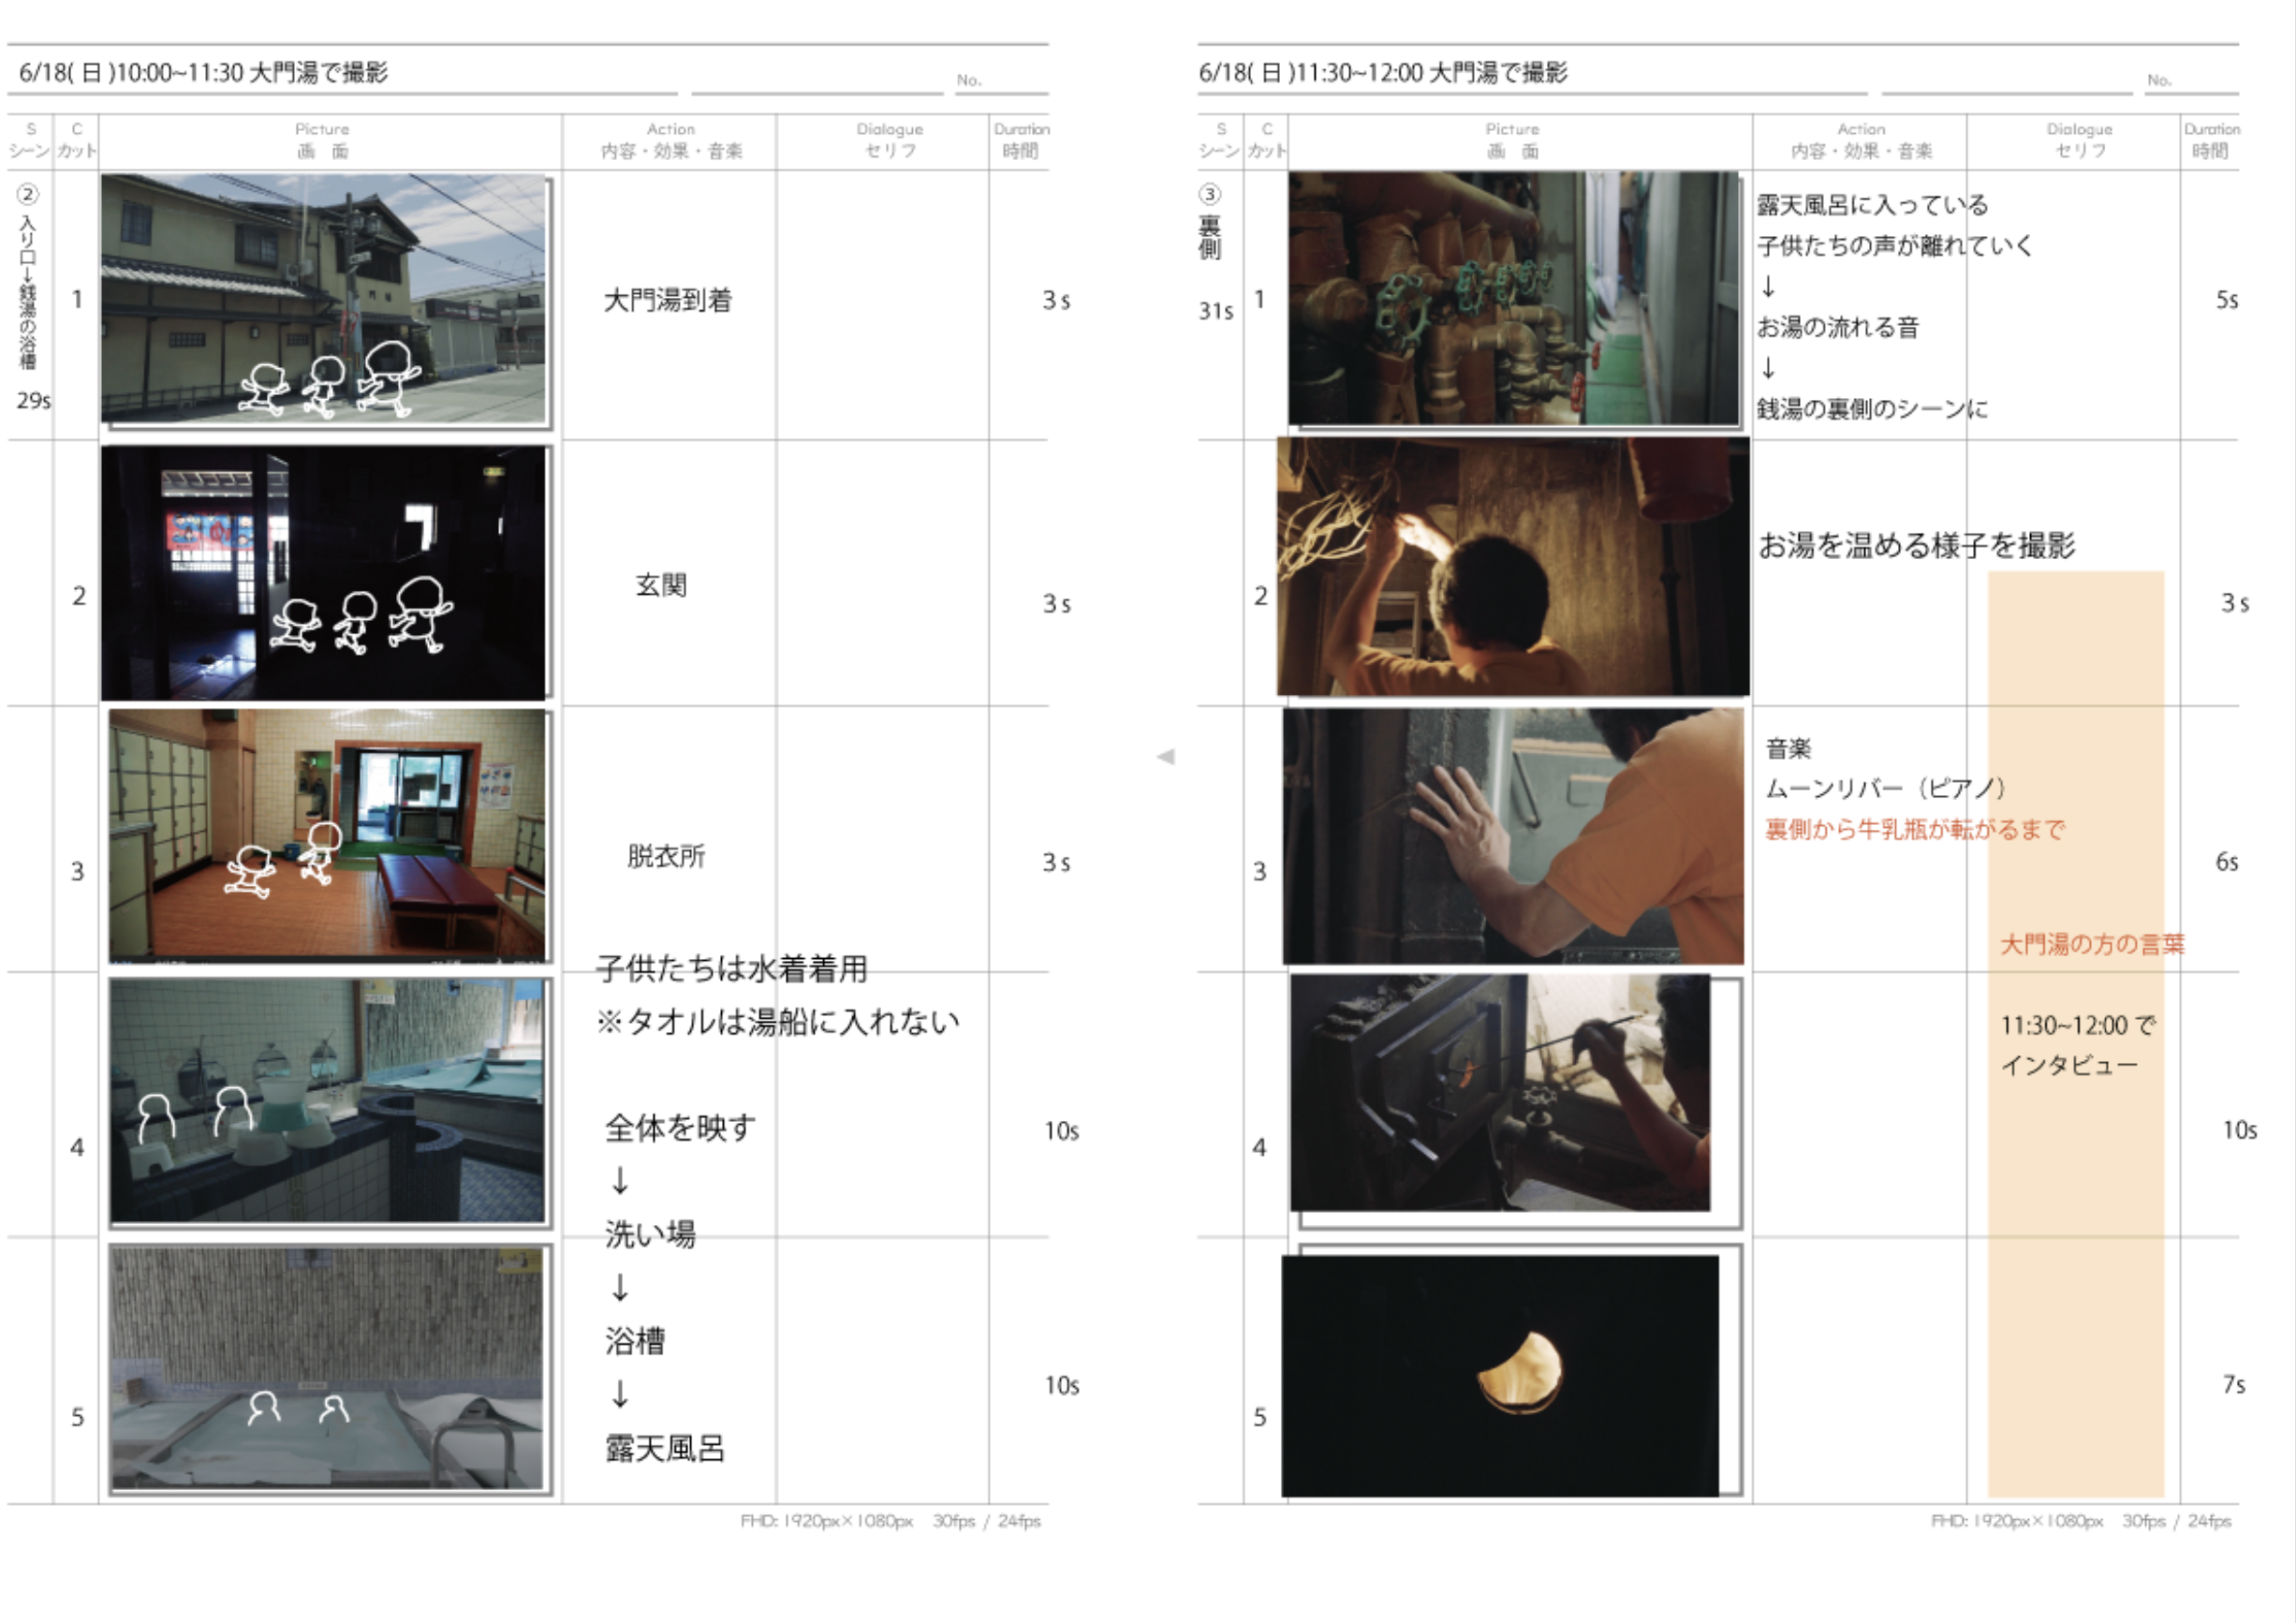 6/18( 日 )10:00~11:30 大門湯で撮影
No.
S
シーン
C
カット
Picture
画 面
Action
内容・効果・音楽
Dialogue
セリフ
Duration
時間
②
入り口→銭湯の浴槽
29s
1
大門湯到着
3 s
2
玄関
3 s
3
脱衣所
3 s
子供たちは水着着用
※タオルは湯船に入れない
4
全体を映す
↓
洗い場
↓
浴槽
↓
露天風呂
10s
5
10s
FHD: 1920px×1080px 30fps / 24fps
6/18( 日 )11:30~12:00 大門湯で撮影
No.
S
シーン
C
カット
Picture
画 面
Action
内容・効果・音楽
Dialogue
セリフ
Duration
時間
③
裏側
31s
1
露天風呂に入っている
子供たちの声が離れていく
↓
お湯の流れる音
↓
銭湯の裏側のシーンに
5s
2
お湯を温める様子を撮影
3 s
3
音楽
ムーンリバー（ピアノ）
裏側から牛乳瓶が転がるまで
6s
大門湯の方の言葉
11:30~12:00 で
インタビュー
4
10s
5
7s
FHD: 1920px×1080px 30fps / 24fps